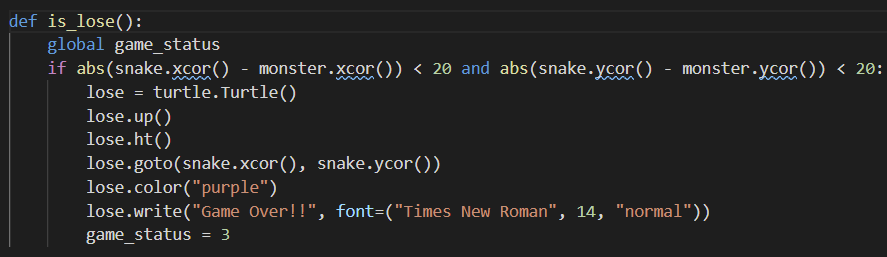 def is_lose():
    global game_status
    if abs(snake.xcor() - monster.xcor()) < 20 and abs(snake.ycor() - monster.ycor()) < 20:
        lose = turtle.Turtle()
        lose.up()
        lose.ht()
        lose.goto(snake.xcor(), snake.ycor())
        lose.color("purple")
        lose.write("Game Over!!", font=("Times New Roman", 14, "normal"))
        game_status = 3